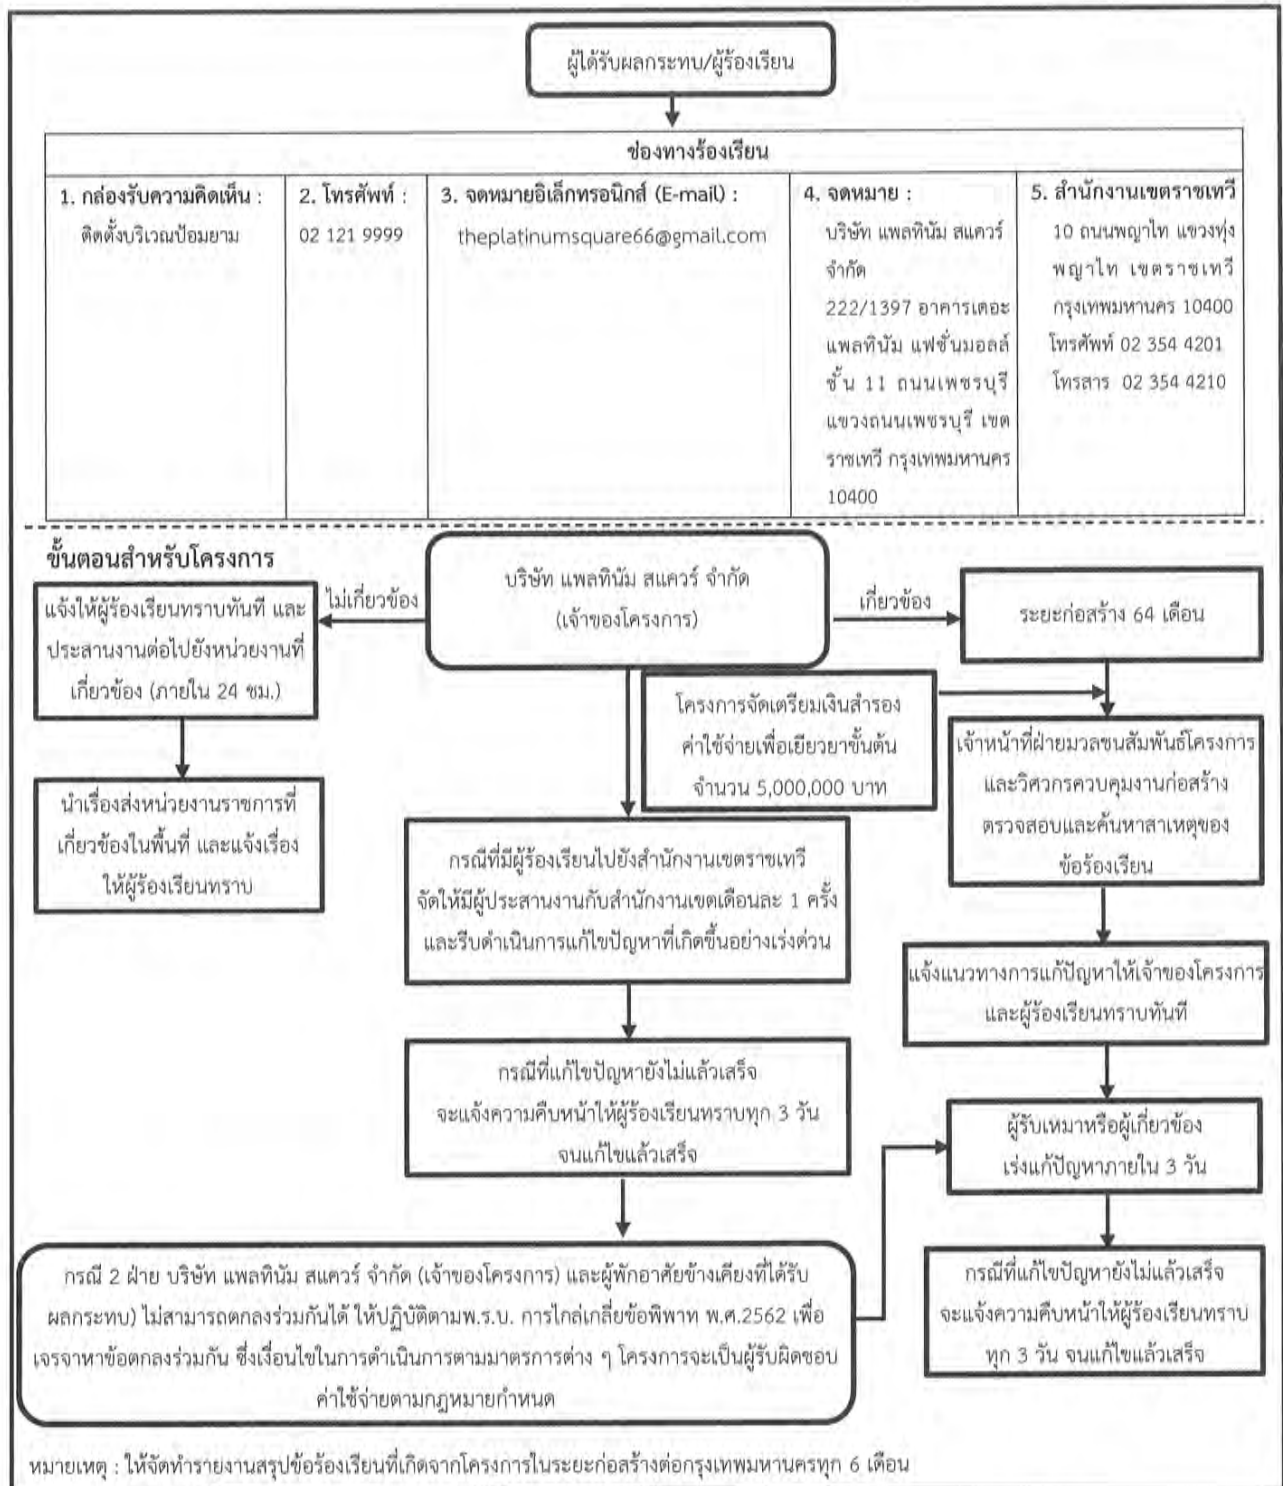 ผู้ได้รับผลกระทบ/ผู้ร้องเรียน
ช่องทางร้องเรียน
1. กล่องรับความคิดเห็น :
ติดตั้งบริเวณป้อมยาม
2. โทรศัพท์ :
02 121 9999
3. จดหมายอิเล็กทรอนิกส์ (E-mail) :
theplatinumsquare66@gmail.com
4. จดหมาย :
บริษัท แพลทินัม สแควร์
จำกัด
222/1397 อาคารเดอะ
แพลทินัม แฟชั่นมอลล์
ชั้น 11 ถนนเพชรบุรี
แขวงถนนเพชรบุรี เขต
ราชเทวี กรุงเทพมหานคร
10400
5. สำนักงานเขตราชเทวี
10 ถนนพญาไท แขวงทุ่ง
พญาไท เขตราชเทวี
กรุงเทพมหานคร 10400
โทรศัพท์ 02 354 4201
โทรสาร 02 354 4210
ขั้นตอนสำหรับโครงการ
บริษัท แพลทินัม สแควร์ จำกัด
(เจ้าของโครงการ)
ไม่เกี่ยวข้อง
แจ้งให้ผู้ร้องเรียนทราบทันที และ
ประสานงานต่อไปยังหน่วยงานที่
เกี่ยวข้อง (ภายใน 24 ชม.)
นำเรื่องส่งหน่วยงานราชการที่
เกี่ยวข้องในพื้นที่ และแจ้งเรื่อง
ให้ผู้ร้องเรียนทราบ
เกี่ยวข้อง
ระยะก่อสร้าง 64 เดือน
โครงการจัดเตรียมเงินสำรอง
ค่าใช้จ่ายเพื่อเยียวยาขั้นต้น
จำนวน 5,000,000 บาท
เจ้าหน้าที่ฝ่ายมวลชนสัมพันธ์โครงการ
และวิศวกรควบคุมงานก่อสร้าง
ตรวจสอบและค้นหาสาเหตุของ
ข้อร้องเรียน
กรณีที่มีผู้ร้องเรียนไปยังสำนักงานเขตราชเทวี
จัดให้มีผู้ประสานงานกับสำนักงานเขตเดือนละ 1 ครั้ง
และรีบดำเนินการแก้ไขปัญหาที่เกิดขึ้นอย่างเร่งด่วน
แจ้งแนวทางการแก้ปัญหาให้เจ้าของโครงการ
และผู้ร้องเรียนทราบทันที
กรณีที่แก้ไขปัญหายังไม่แล้วเสร็จ
จะแจ้งความคืบหน้าให้ผู้ร้องเรียนทราบทุก 3 วัน
จนแก้ไขแล้วเสร็จ
ผู้รับเหมาหรือผู้เกี่ยวข้อง
เร่งแก้ปัญหาภายใน 3 วัน
กรณี 2 ฝ่าย บริษัท แพลทินัม สแควร์ จำกัด (เจ้าของโครงการ) และผู้พักอาศัยข้างเคียงที่ได้รับ
ผลกระทบ) ไม่สามารถตกลงร่วมกันได้ ให้ปฏิบัติตามพ.ร.บ. การไกล่เกลี่ยข้อพิพาท พ.ศ.2562 เพื่อ
เจรจาหาข้อตกลงร่วมกัน ซึ่งเงื่อนไขในการดำเนินการตามมาตรการต่าง ๆ โครงการจะเป็นผู้รับผิดชอบ
ค่าใช้จ่ายตามกฎหมายกำหนด
กรณีที่แก้ไขปัญหายังไม่แล้วเสร็จ
จะแจ้งความคืบหน้าให้ผู้ร้องเรียนทราบ
ทุก 3 วัน จนแก้ไขแล้วเสร็จ
หมายเหตุ : ให้จัดทำรายงานสรุปข้อร้องเรียนที่เกิดจากโครงการในระยะก่อสร้างต่อกรุงเทพมหานครทุก 6 เดือน